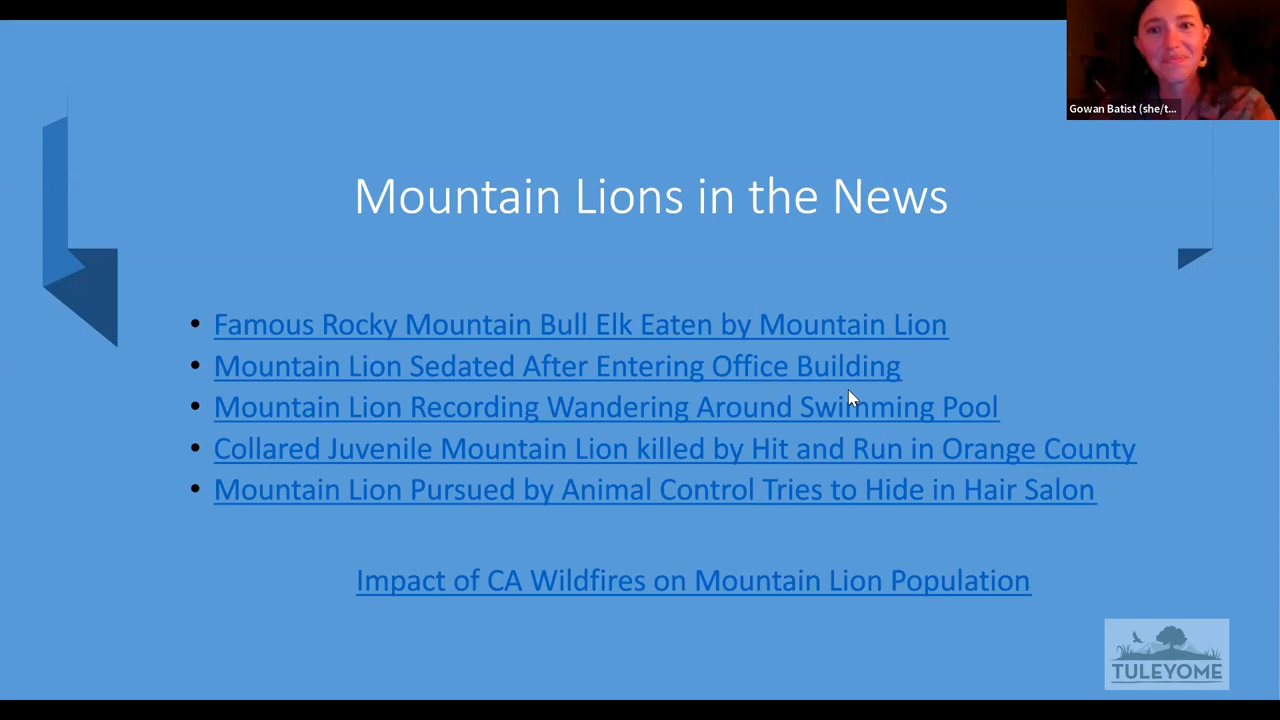 Gowan Batist (she/t...
Mountain Lions in the News
• Famous Rocky Mountain Bull Elk Eaten by Mountain Lion
• Mountain Lion Sedated After Entering Office Building
• Mountain Lion Recording Wandering Around Swimming Pool
• Collared Juvenile Mountain Lion killed by Hit and Run in Orange County
• Mountain Lion Pursued by Animal Control Tries to Hide in Hair Salon
Impact of CA Wildfires on Mountain Lion Population
TULEYOME